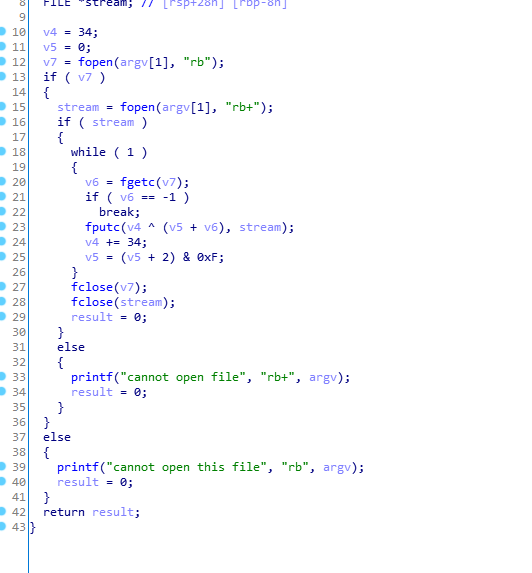 8 FILE *stream; // [rsp+28h] [rbp-8h]
9
10 v4 = 34;
11 v5 = 0;
12 v7 = fopen(argv[1], "rb");
13 if ( v7 )
14 {
15 stream = fopen(argv[1], "rb+");
16 if ( stream )
17 {
18 while ( 1 )
19 {
20 v6 = fgetc(v7);
21 if ( v6 == -1 )
22 break;
23 fputc(v4 ^ (v5 + v6), stream);
24 v4 += 34;
25 v5 = (v5 + 2) & 0xF;
26 }
27 fclose(v7);
28 fclose(stream);
29 result = 0;
30 }
31 else
32 {
33 printf("cannot open file", "rb+", argv);
34 result = 0;
35 }
36 }
37 else
38 {
39 printf("cannot open this file", "rb", argv);
40 result = 0;
41 }
42 return result;
43 }